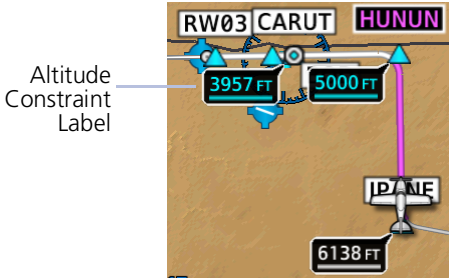 RW03 CARUT HUNUN
Altitude
Constraint
Label
3957 FT 5000 FT
6138 FT